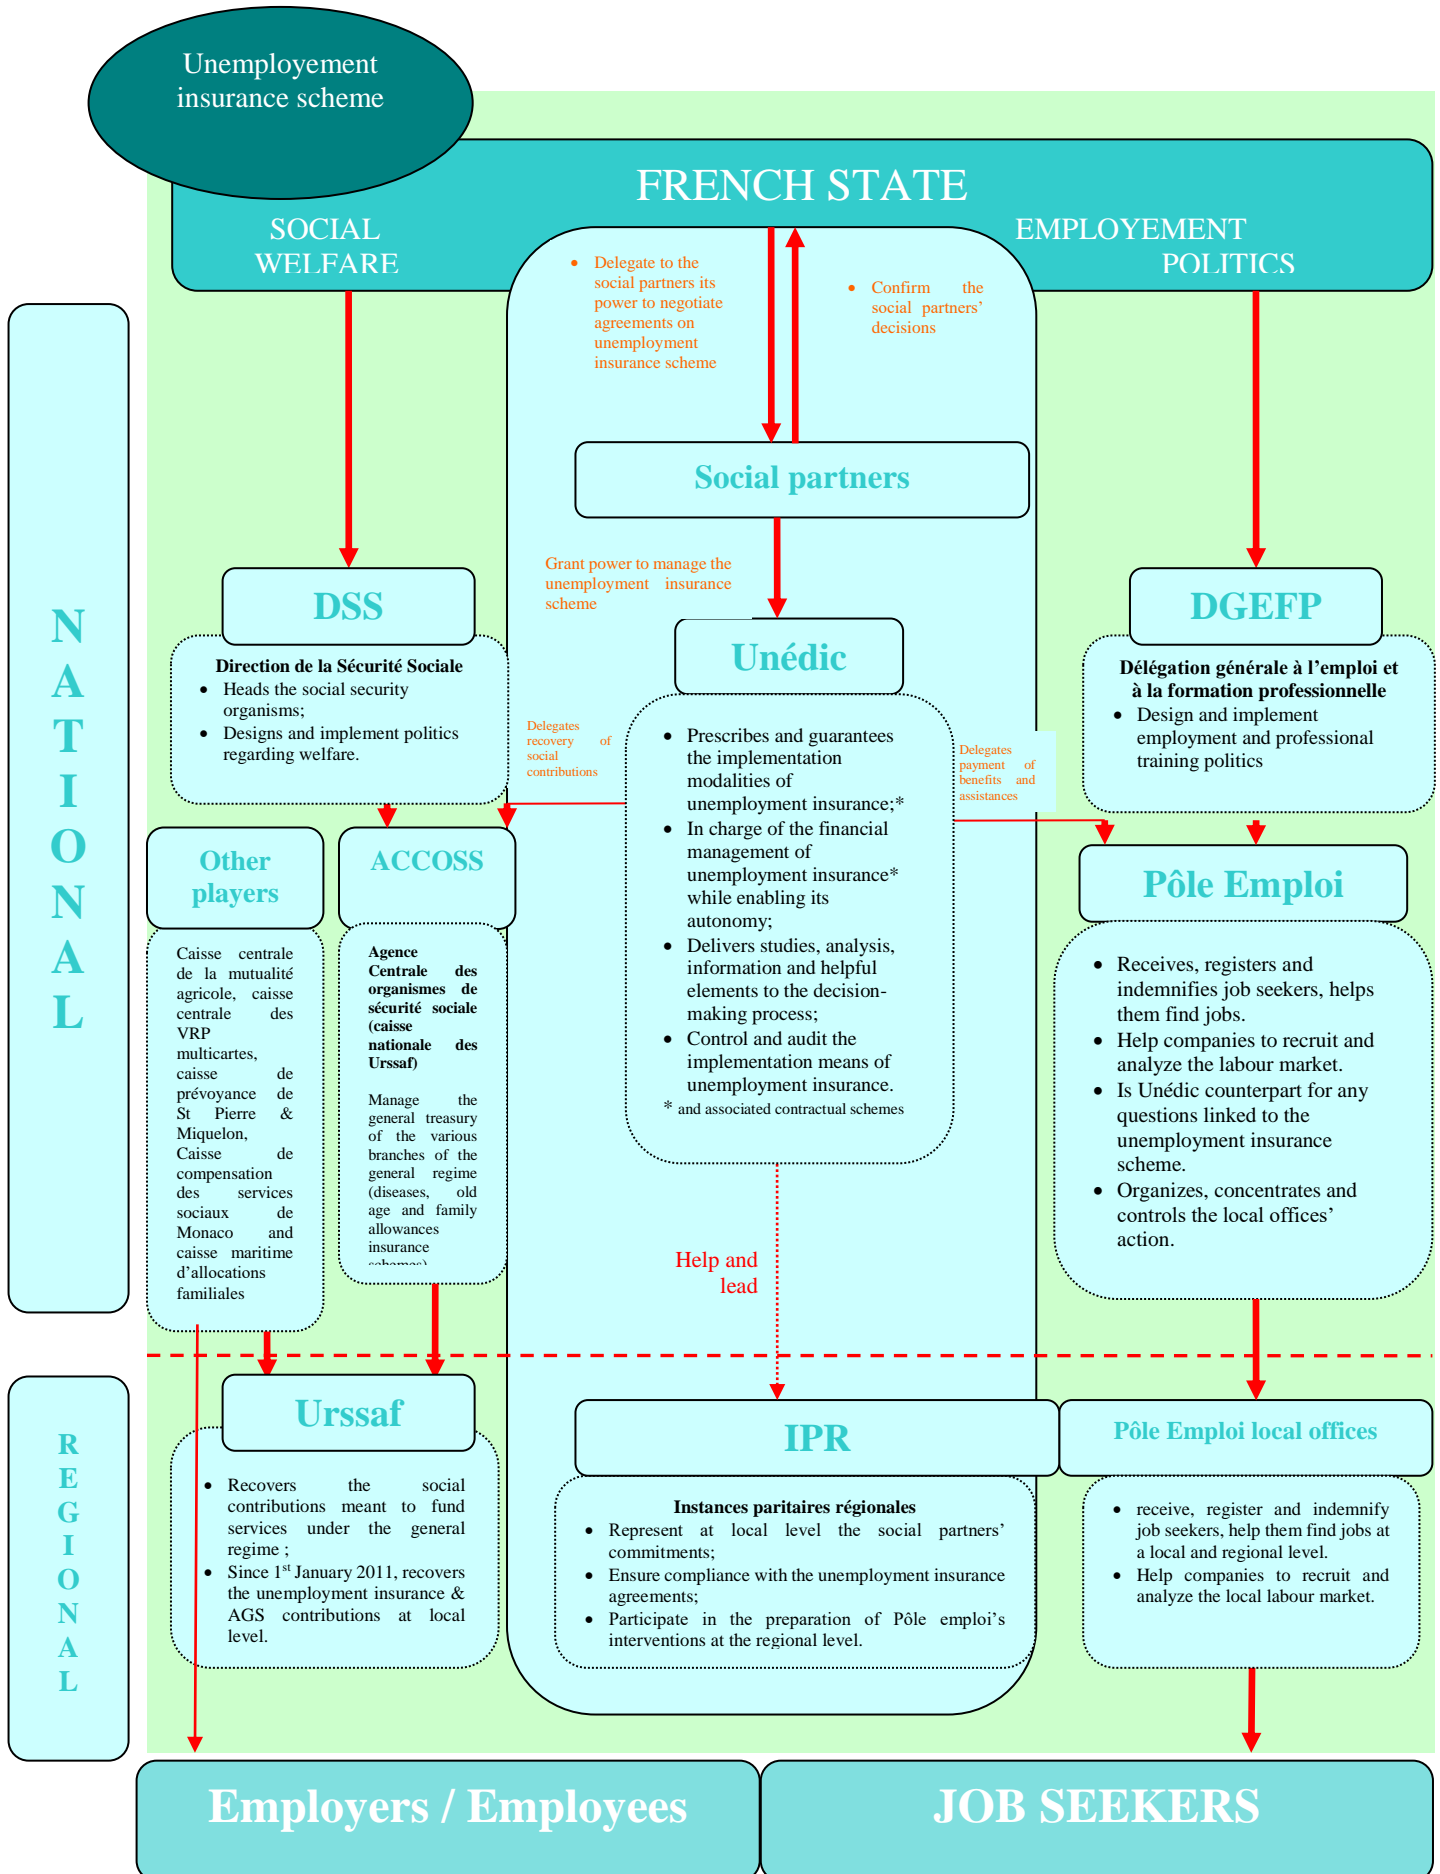 Unemployement
insurance scheme
FRENCH STATE
SOCIAL
WELFARE
EMPLOYEMENT
POLITICS
• Delegate to the
social partners its
power to negotiate
agreements on
unemployment
insurance scheme
• Confirm the
social partners’
decisions
Social partners
Grant power to manage the
unemployment insurance
scheme
N
A
T
I
O
N
A
L
DSS
Direction de la Sécurité Sociale
• Heads the social security
organisms;
• Designs and implement politics
regarding welfare.
Delegates
recovery of
social
contributions
Unédic
• Prescribes and guarantees
the implementation
modalities of
unemployment insurance;*
• In charge of the financial
management of
unemployment insurance*
while enabling its
autonomy;
• Delivers studies, analysis,
information and helpful
elements to the decision-
making process;
• Control and audit the
implementation means of
unemployment insurance.
* and associated contractual schemes
Delegates
payment of
benefits and
assistances
DGEFP
Délégation générale à l’emploi et
à la formation professionnelle
• Design and implement
employment and professional
training politics
Other
players
Caisse centrale
de la mutualité
agricole, caisse
centrale des
VRP
multicartes,
caisse de
prévoyance de
St Pierre &
Miquelon,
Caisse de
compensation
des services
sociaux de
Monaco and
caisse maritime
d’allocations
familiales
ACCOSS
Agence
Centrale des
organismes de
sécurité sociale
(caisse
nationale des
Urssaf)
Manage the
general treasury
of the various
branches of the
general regime
(diseases, old
age and family
allowances
insurance
schemes)
Pôle Emploi
• Receives, registers and
indemnifies job seekers, helps
them find jobs.
• Help companies to recruit and
analyze the labour market.
• Is Unédic counterpart for any
questions linked to the
unemployment insurance
scheme.
• Organizes, concentrates and
controls the local offices’
action.
Help and
lead
R
E
G
I
O
N
A
L
Urssaf
• Recovers the social
contributions meant to fund
services under the general
regime ;
• Since 1st January 2011, recovers
the unemployment insurance &
AGS contributions at local
level.
IPR
Instances paritaires régionales
• Represent at local level the social partners’
commitments;
• Ensure compliance with the unemployment insurance
agreements;
• Participate in the preparation of Pôle emploi’s
interventions at the regional level.
Pôle Emploi local offices
• receive, register and indemnify
job seekers, help them find jobs at
a local and regional level.
• Help companies to recruit and
analyze the local labour market.
Employers / Employees
JOB SEEKERS